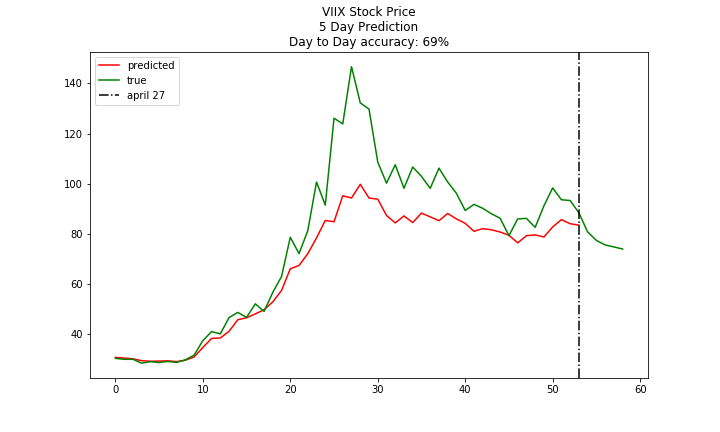 VIIX Stock Price
5 Day Prediction
Day to Day accuracy: 69%
predicted
true
april 27
140
120
100
80
60
40
0 10 20 30 40 50 60